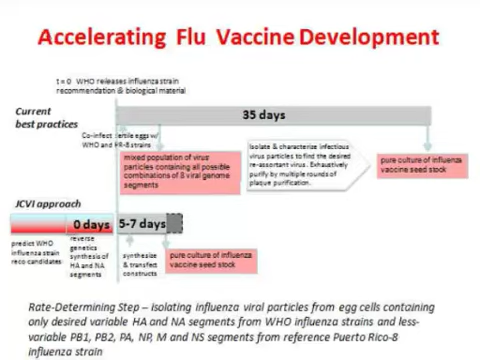 Accelerating Flu Vaccine Development
t = 0 WHO releases influenza strain
recommendation & biological material
Current
best practices
35 days
Co-infect fertile eggs w/
WHO and PR-8 strains
mixed population of virus
particles containing all possible
combinations of 8 viral genome
segments
Isolate & characterize infectious
virus particles to find the desired
re-assortant virus. Exhaustively
purify by multiple rounds of
plaque purification.
pure culture of influenza
vaccine seed stock
JCVI approach
0 days
5-7 days
predict WHO
influenza strain
reco candidates
reverse
genetics
synthesis of
HA and NA
segments
synthesize
& transfect
constructs
pure culture of influenza
vaccine seed stock
Rate-Determining Step – Isolating influenza viral particles from egg cells containing
only desired variable HA and NA segments from WHO influenza strains and less-
variable PB1, PB2, PA, NP, M and NS segments from reference Puerto Rico-8
influenza strain